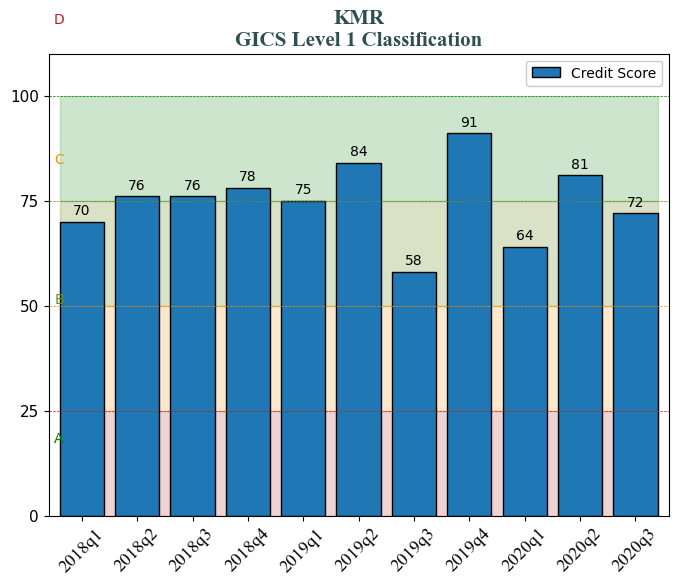 D
KMR
GICS Level 1 Classification
Credit Score
100
91
84
81
C
78
76
76
75
75
72
70
64
58
50
B
25
A
0
2018q1
2018q2
2018q3
2018q4
2019q1
2019q2
2019q3
2019q4
2020q1
2020q2
2020q3